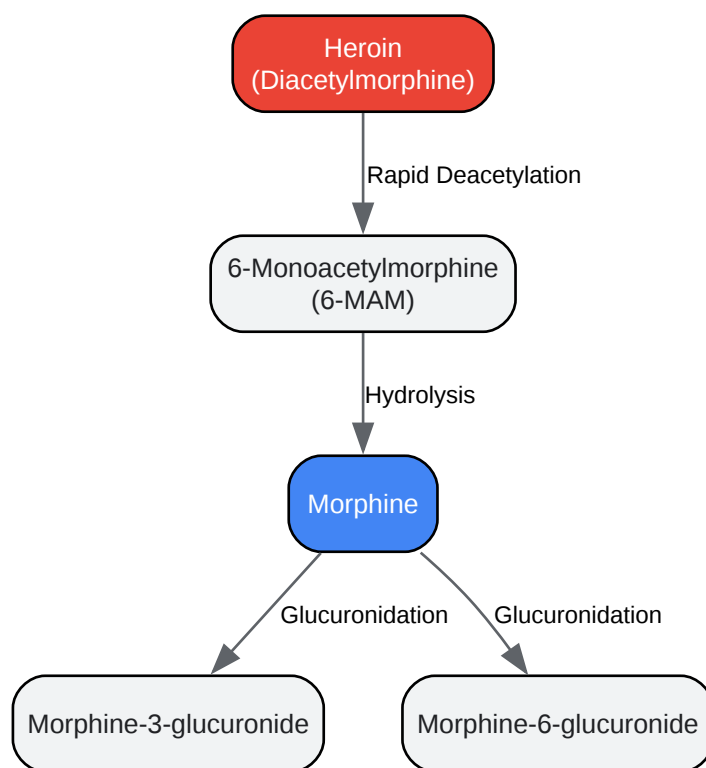 Heroin
(Diacetylmorphine)
Rapid Deacetylation
6-Monoacetylmorphine
(6-MAM)
Hydrolysis
Morphine
Glucuronidation
Glucuronidation
Morphine-3-glucuronide
Morphine-6-glucuronide